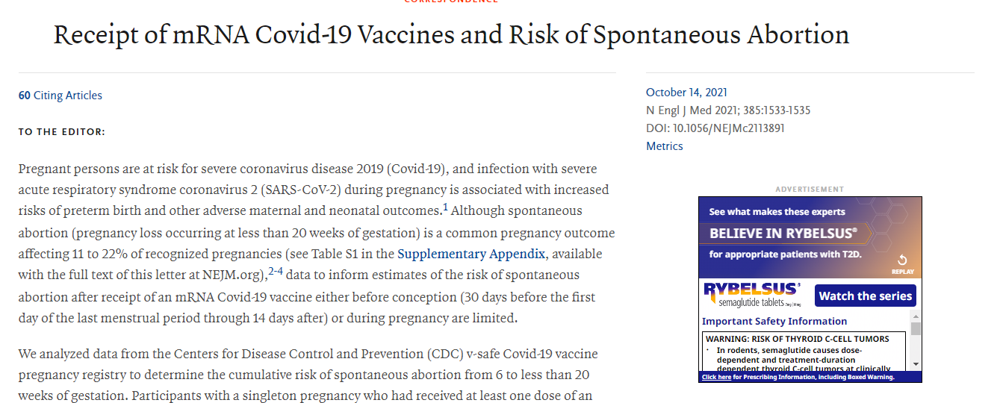 CORRESPONDENCE
Receipt of mRNA Covid-19 Vaccines and Risk of Spontaneous Abortion
60 Citing Articles
TO THE EDITOR:
Pregnant persons are at risk for severe coronavirus disease 2019 (Covid-19), and infection with severe
acute respiratory syndrome coronavirus 2 (SARS-CoV-2) during pregnancy is associated with increased
risks of preterm birth and other adverse maternal and neonatal outcomes.1 Although spontaneous
abortion (pregnancy loss occurring at less than 20 weeks of gestation) is a common pregnancy outcome
affecting 11 to 22% of recognized pregnancies (see Table S1 in the Supplementary Appendix, available
with the full text of this letter at NEJM.org),2-4 data to inform estimates of the risk of spontaneous
abortion after receipt of an mRNA Covid-19 vaccine either before conception (30 days before the first
day of the last menstrual period through 14 days after) or during pregnancy are limited.
We analyzed data from the Centers for Disease Control and Prevention (CDC) v-safe Covid-19 vaccine
pregnancy registry to determine the cumulative risk of spontaneous abortion from 6 to less than 20
weeks of gestation. Participants with a singleton pregnancy who had received at least one dose of an
October 14, 2021
N Engl J Med 2021; 385:1533-1535
DOI: 10.1056/NEJMc2113891
Metrics
ADVERTISEMENT
See what makes these experts
BELIEVE IN RYBELSUS®
for appropriate patients with T2D.
REPLAY
RYBELSUS®
semaglutide tablets 7mg | 14mg
Watch the series
Important Safety Information
WARNING: RISK OF THYROID C-CELL TUMORS
· In rodents, semaglutide causes dose-
dependent and treatment-duration
dependent thyroid C-cell tumors at clinically
Click here for Prescribing Information, including Boxed Warning.